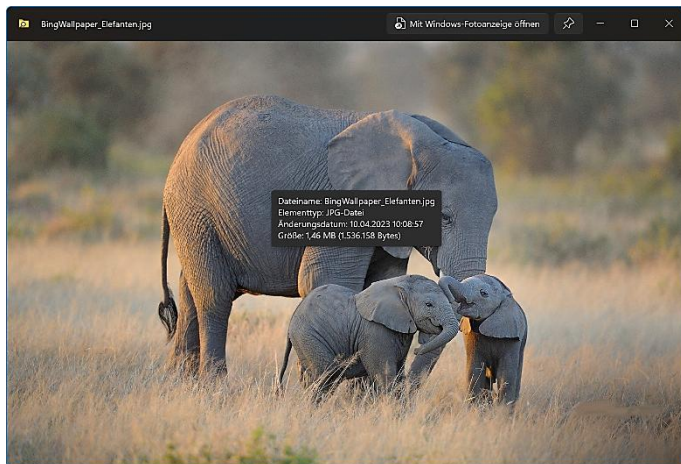 BingWallpaper_Elefanten.jpg
Mit Windows-Fotoanzeige öffnen
Dateiname: BingWallpaper_Elefanten.jpg
Elementtyp: JPG-Datei
Änderungsdatum: 10.04.2023 10:08:57
Größe: 1,46 MB (1.536.158 Bytes)